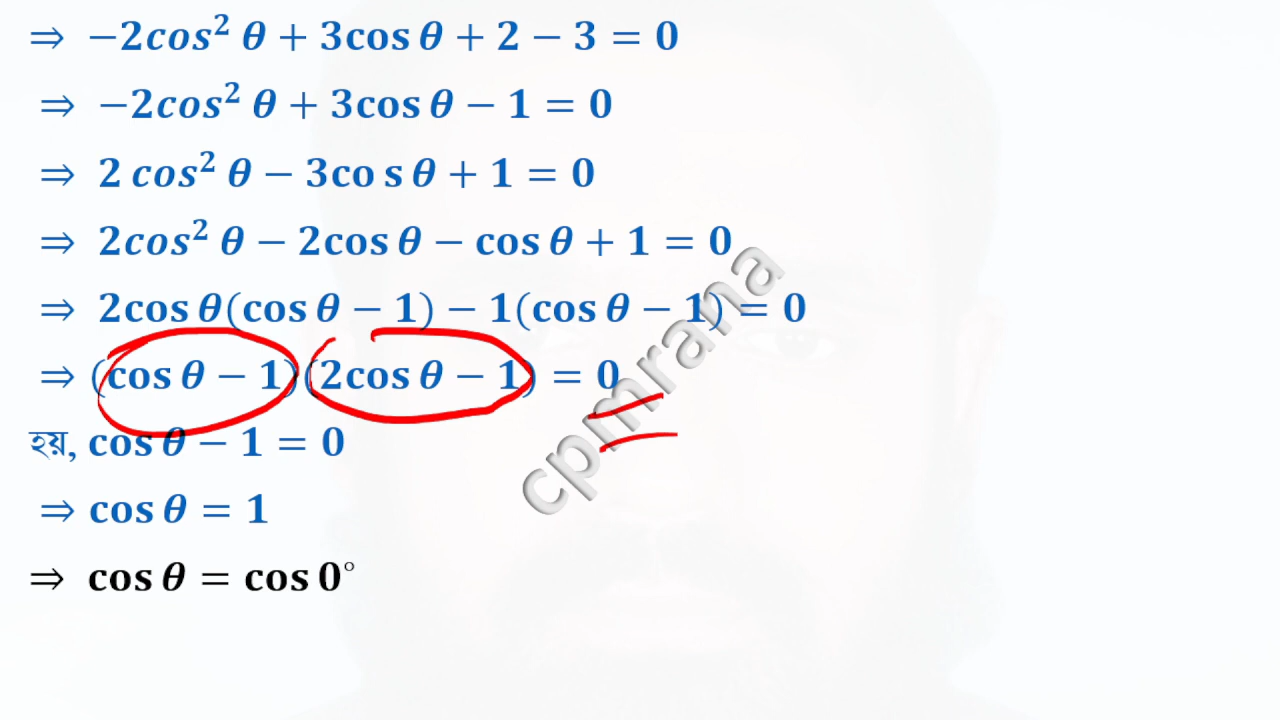 ⇒ −2cos² θ + 3cos θ + 2 − 3 = 0
⇒ −2cos² θ + 3cos θ − 1 = 0
⇒ 2 cos² θ − 3co s θ + 1 = 0
⇒ 2cos² θ − 2cos θ − cos θ + 1 = 0
⇒ 2cos θ(cos θ − 1) − 1(cos θ − 1) = 0
⇒ (cos θ − 1)(2cos θ − 1) = 0
হয়, cos θ − 1 = 0
⇒ cos θ = 1
⇒ cos θ = cos 0°
cpmrana